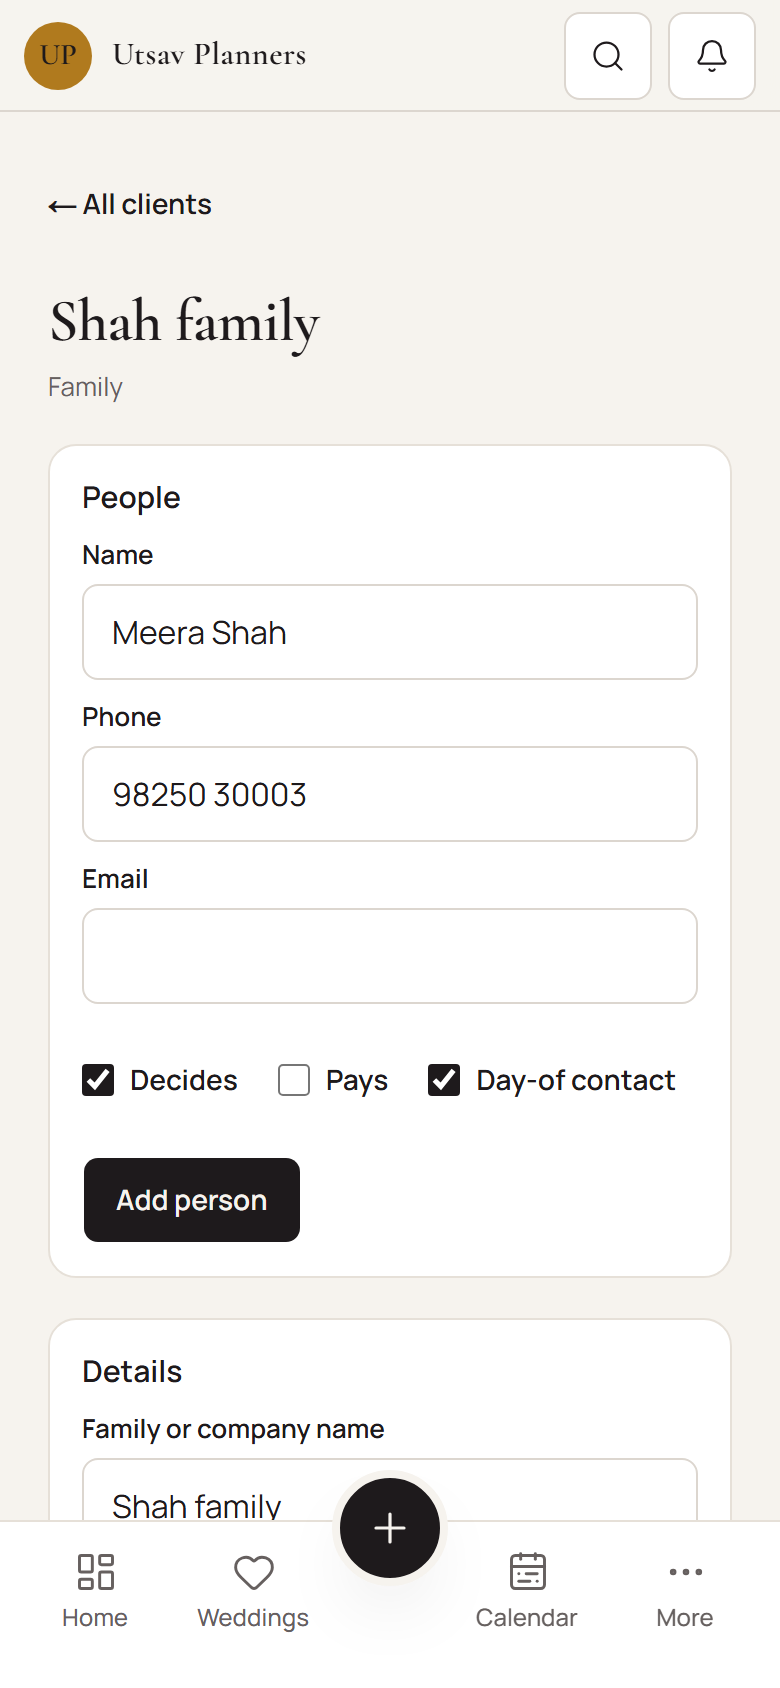 UP Utsav Planners
← All clients
Shah family
Family
People
Name
Meera Shah
Phone
98250 30003
Email
Decides Pays Day-of contact
Add person
Details
Family or company name
Shah family
Home Weddings Calendar More